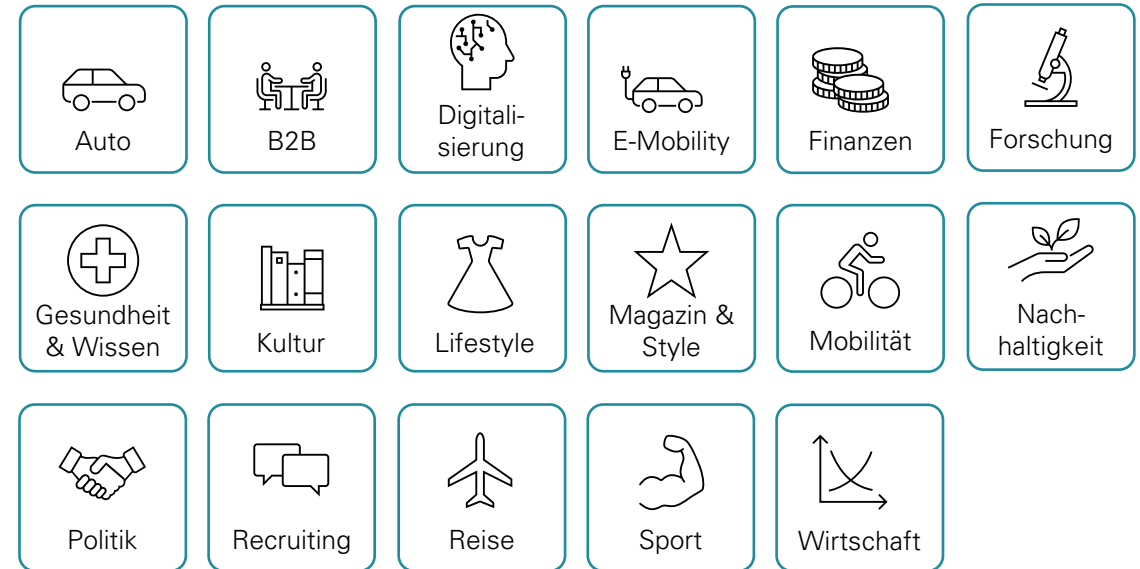 Auto
B2B
Digitali-
sierung
E-Mobility
Finanzen
Forschung
Gesundheit
& Wissen
Kultur
Lifestyle
Magazin &
Style
Mobilität
Nach-
haltigkeit
Politik
Recruiting
Reise
Sport
Wirtschaft